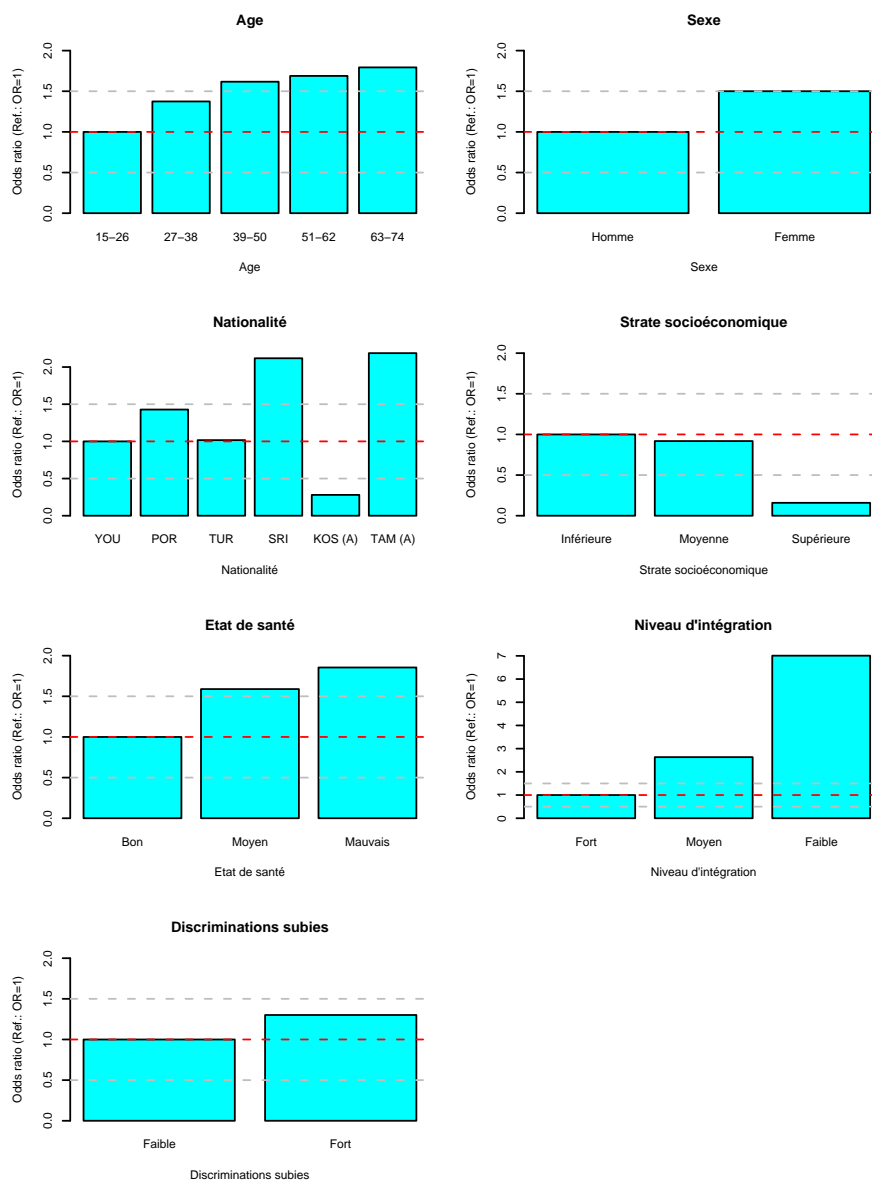 Age
Odds ratio (Ref.: OR=1)
0.0 0.5 1.0 1.5 2.0
15–26 27–38 39–50 51–62 63–74
Age
Sexe
Odds ratio (Ref.: OR=1)
0.0 0.5 1.0 1.5 2.0
Homme Femme
Sexe
Nationalité
Odds ratio (Ref.: OR=1)
0.0 0.5 1.0 1.5 2.0
YOU POR TUR SRI KOS (A) TAM (A)
Nationalité
Strate socioéconomique
Odds ratio (Ref.: OR=1)
0.0 0.5 1.0 1.5 2.0
Inférieure Moyenne Supérieure
Strate socioéconomique
Etat de santé
Odds ratio (Ref.: OR=1)
0.0 0.5 1.0 1.5 2.0
Bon Moyen Mauvais
Etat de santé
Niveau d'intégration
Odds ratio (Ref.: OR=1)
0 1 2 3 4 5 6 7
Fort Moyen Faible
Niveau d'intégration
Discriminations subies
Odds ratio (Ref.: OR=1)
0.0 0.5 1.0 1.5 2.0
Faible Fort
Discriminations subies